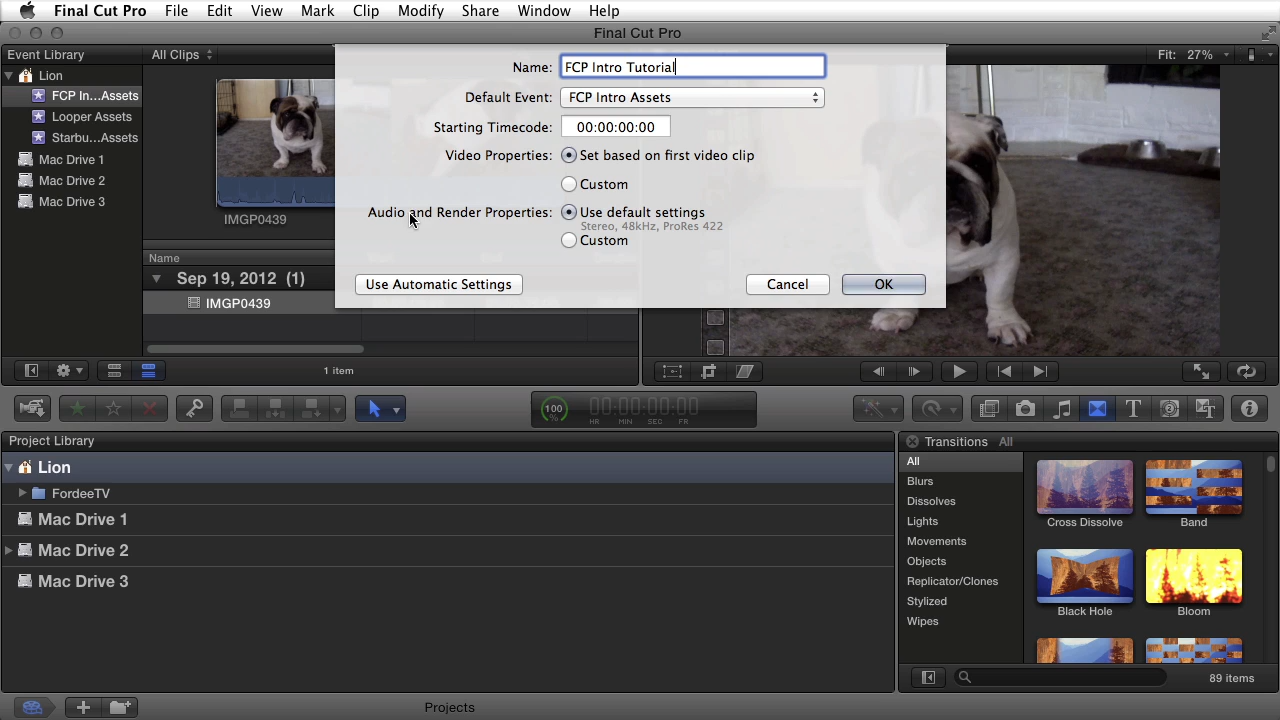 Final Cut Pro File Edit View Mark Clip Modify Share Window Help
Final Cut Pro
Event Library
All Clips
Fit: 27%
Lion
FCP In...Assets
Looper Assets
Starbu...Assets
Mac Drive 1
Mac Drive 2
Mac Drive 3
IMGP0439
Name
Sep 19, 2012 (1)
IMGP0439
1 item
Name: FCP Intro Tutorial
Default Event: FCP Intro Assets
Starting Timecode: 00:00:00:00
Video Properties: Set based on first video clip
Custom
Audio and Render Properties: Use default settings
Stereo, 48kHz, ProRes 422
Custom
Use Automatic Settings
Cancel
OK
100
%
00:00:00:00
HR MIN SEC FR
Project Library
Lion
FordeeTV
Mac Drive 1
Mac Drive 2
Mac Drive 3
Transitions All
All
Blurs
Dissolves
Lights
Movements
Objects
Replicator/Clones
Stylized
Wipes
Cross Dissolve
Band
Black Hole
Bloom
89 items
Projects